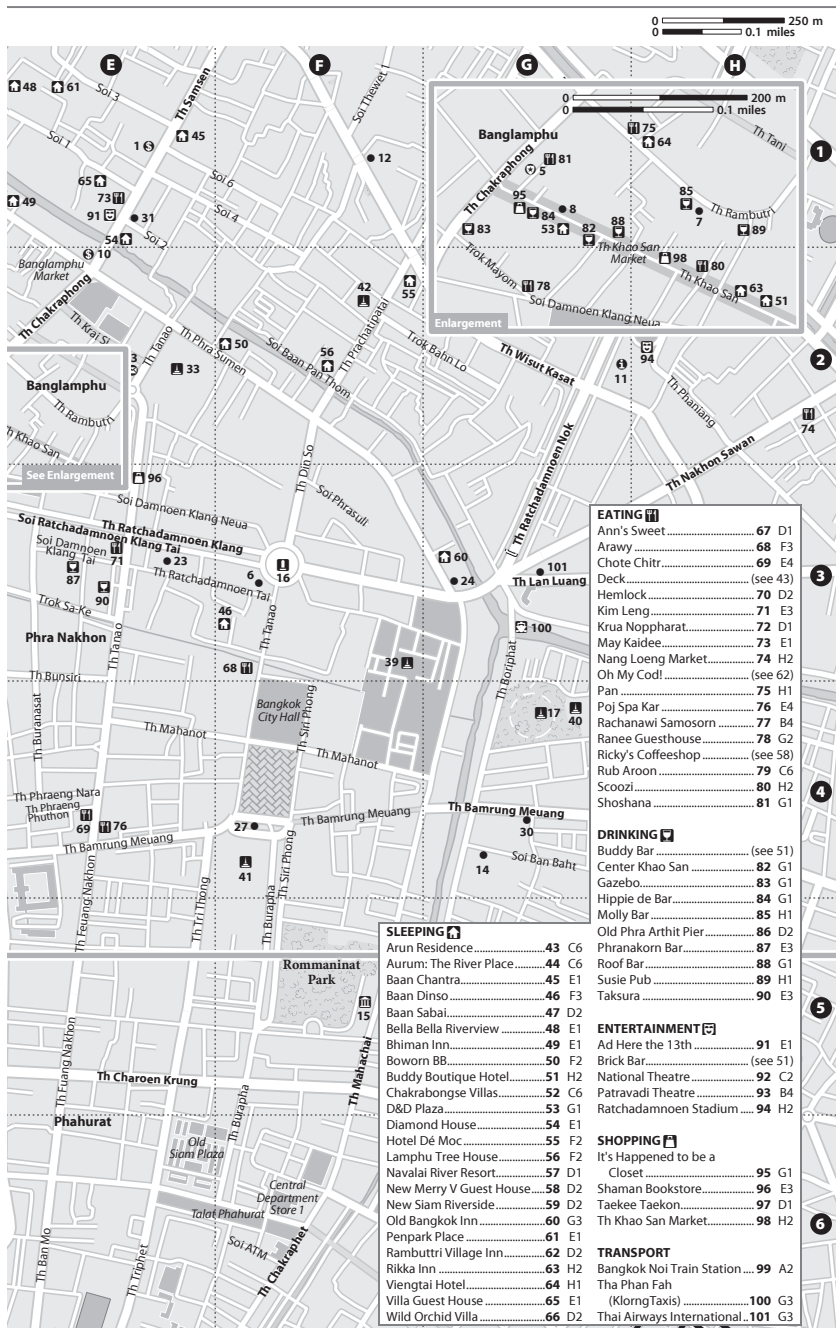 0 250 m
0 0.1 miles
E F G H
48 61 Soi 3 Th Samsen
Soi 1 1 45
Soi Thewet 1
12
65 Soi 6
73
49 91 31 Soi 4
54 Soi 2
10
Banglamphu
Market
Th Chakraphong
0 200 m
0 0.1 miles
Banglamphu 75 Th Tani
64
Th Chakraphong 81
5
95 8 85
84 88 7 Th Rambutri
83 53 82 89
Th Khao San
Market
98 80
Trok Mayom 78 Th Khao San 63
51
Soi Damnoen Klang Neua
Enlargement
1
42 55
Th Krai Si
Th Tanao
Th Phra Sumen
50
3
33
Soi Baan Pan Thom
56
Th Prachatipatai
Trok Bahn Lo
Th Wisut Kasat
94
11
Th Phaniang
2
74
Th Nakhon Sawan
Banglamphu
Th Rambutri
Th Khao San
See Enlargement
96
Th Din So
Soi Phrasuli
Th Ratchadamnoen Nok
Soi Damnoen Klang Neua
Th Ratchadamnoen Klang
Soi Ratchadamnoen Klang Tai
Soi Damnoen
Klang Tai
71 23
87
90
Th Ratchadamnoen Tai
6 16
60
24
101
Th Lan Luang
3
Trok Sa-Ke
46
Th Tanao
Phra Nakhon
Th Tanao
68
39
100
Th Boriphat
Th Bunsiri
Th Buranasat
Bangkok
City Hall
Th Siri Phong
17 40
Th Mahanot
Th Mahanot
Th Phraeng Nara
Th Phraeng
Phuthon
69 76
Th Bamrung Meuang
27
Th Bamrung Meuang
Th Bamrung Meuang
30
4
41
14
Soi Ban Baht
Th Feuang Nakhon
Th Tri Thong
Th Burapha
Th Siri Phong
Rommaninat
Park
15
Th Mahachai
5
Th Fuang Nakhon
Th Charoen Krung
Th Burapha
Phahurat
Old
Siam Plaza
Central
Department
Store 1
Talat Phahurat
Soi ATM
Th Chakraphet
Th Ban Mo
Th Triphet
6
EATING
Ann's Sweet 67 D1
Arawy 68 F3
Chote Chitr 69 E4
Deck (see 43)
Hemlock 70 D2
Kim Leng 71 E3
Krua Noppharat 72 D1
May Kaidee 73 E1
Nang Loeng Market 74 H2
Oh My Cod! (see 62)
Pan 75 H1
Poj Spa Kar 76 E4
Rachanawi Samosorn 77 B4
Ranee Guesthouse 78 G2
Ricky's Coffeeshop (see 58)
Rub Aroon 79 C6
Scoozi 80 H2
Shoshana 81 G1
DRINKING
Buddy Bar (see 51)
Center Khao San 82 G1
Gazebo 83 G1
Hippie de Bar 84 G1
Molly Bar 85 H1
Old Phra Arthit Pier 86 D2
Phranakorn Bar 87 E3
Roof Bar 88 G1
Susie Pub 89 H1
Taksura 90 E3
ENTERTAINMENT
Ad Here the 13th 91 E1
Brick Bar (see 51)
National Theatre 92 C2
Patravadi Theatre 93 B4
Ratchadamnoen Stadium 94 H2
SHOPPING
It's Happened to be a
Closet 95 G1
Shaman Bookstore 96 E3
Taekee Taekon 97 D1
Th Khao San Market 98 H2
TRANSPORT
Bangkok Noi Train Station 99 A2
Tha Phan Fah
(KlorngTaxis) 100 G3
Thai Airways International 101 G3
SLEEPING
Arun Residence 43 C6
Aurum: The River Place 44 C6
Baan Chantra 45 E1
Baan Dinso 46 F3
Baan Sabai 47 D2
Bella Bella Riverview 48 E1
Bhiman Inn 49 E1
Boworn BB 50 F2
Buddy Boutique Hotel 51 H2
Chakrabongse Villas 52 C6
D&D Plaza 53 G1
Diamond House 54 E1
Hotel Dé Moc 55 F2
Lamphu Tree House 56 F2
Navalai River Resort 57 D1
New Merry V Guest House 58 D2
New Siam Riverside 59 D2
Old Bangkok Inn 60 G3
Penpark Place 61 E1
Rambuttri Village Inn 62 D2
Rikka Inn 63 H2
Viengtai Hotel 64 H1
Villa Guest House 65 E1
Wild Orchid Villa 66 D2